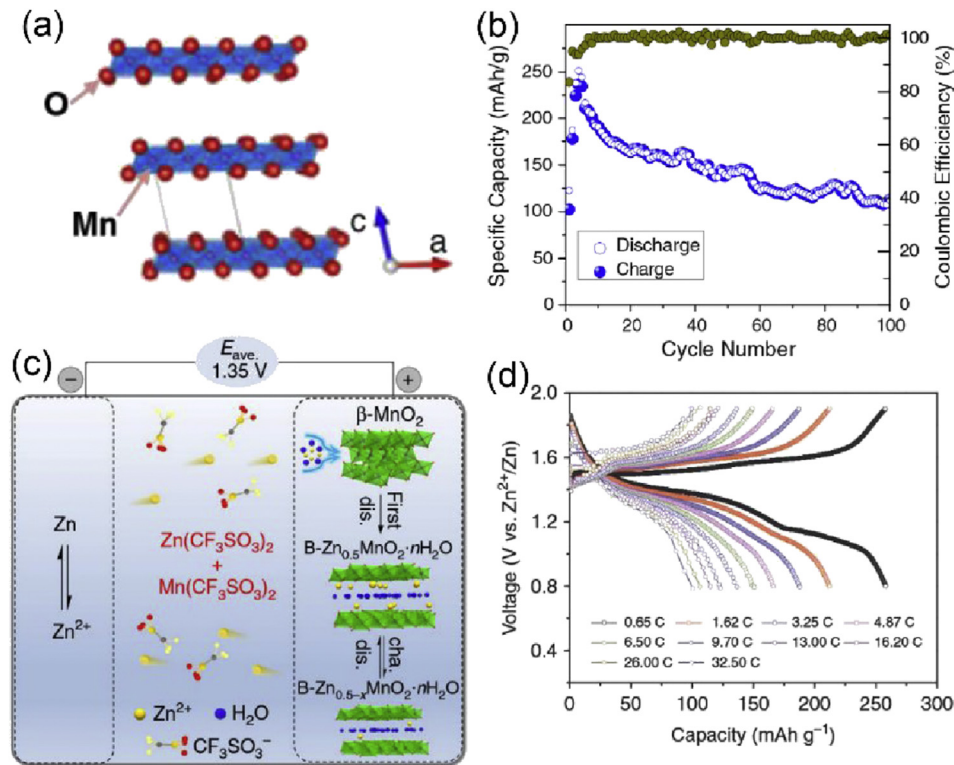 (a)
O
Mn
c
a
(b)
Specific Capacity (mAh/g)
250
200
150
100
50
0
0
20
40
60
80
100
Cycle Number
100
80
60
40
20
0
Coulombic Efficiciency (%)
Discharge
Charge
(c)
E_ave.
1.35 V
−
+
Zn
Zn²⁺
Zn(CF₃SO₃)₂
+
Mn(CF₃SO₃)₂
β-MnO₂
First
dis.
B-Zn₀.₅MnO₂·nH₂O
dis.
cha.
B-Zn₀.₅₋ₓMnO₂·nH₂O
Zn²⁺
H₂O
CF₃SO₃⁻
(d)
Voltage (V vs. Zn²⁺/Zn)
2.0
1.6
1.2
0.8
0.4
0.65 C
1.62 C
3.25 C
4.87 C
6.50 C
9.70 C
13.00 C
16.20 C
26.00 C
32.50 C
0
50
100
150
200
250
300
Capacity (mAh g⁻¹)